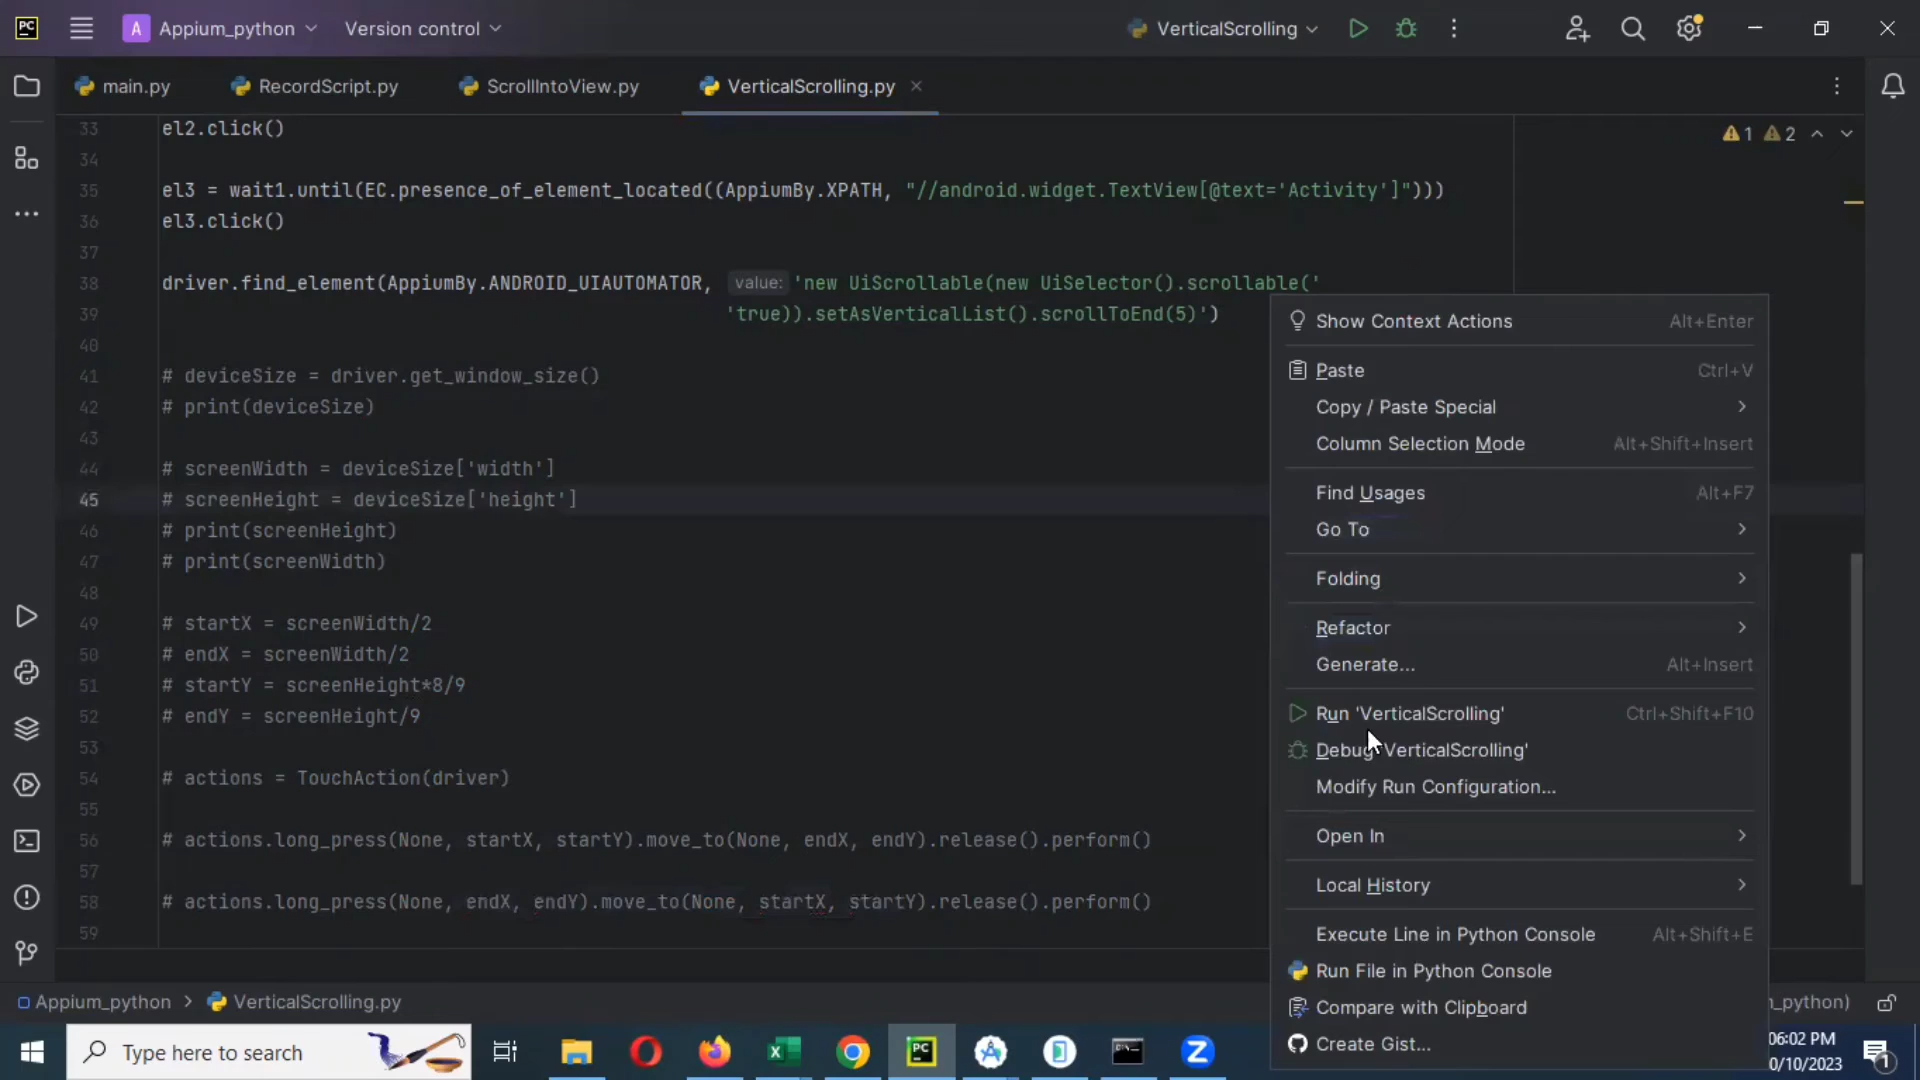 PC
A Appium_python
Version control
VerticalScrolling
main.py
RecordScript.py
ScrollIntoView.py
VerticalScrolling.py
1 2
33 el2.click()
34
35 el3 = wait1.until(EC.presence_of_element_located((AppiumBy.XPATH, "//android.widget.TextView[@text='Activity']")))
36 el3.click()
37
38 driver.find_element(AppiumBy.ANDROID_UIAUTOMATOR, value: 'new UiScrollable(new UiSelector().scrollable('
39 'true)).setAsVerticalList().scrollToEnd(5)')
40
41 # deviceSize = driver.get_window_size()
42 # print(deviceSize)
43
44 # screenWidth = deviceSize['width']
45 # screenHeight = deviceSize['height']
46 # print(screenHeight)
47 # print(screenWidth)
48
49 # startX = screenWidth/2
50 # endX = screenWidth/2
51 # startY = screenHeight*8/9
52 # endY = screenHeight/9
53
54 # actions = TouchAction(driver)
55
56 # actions.long_press(None, startX, startY).move_to(None, endX, endY).release().perform()
57
58 # actions.long_press(None, endX, endY).move_to(None, startX, startY).release().perform()
59
Show Context Actions Alt+Enter
Paste Ctrl+V
Copy / Paste Special
Column Selection Mode Alt+Shift+Insert
Find Usages Alt+F7
Go To
Folding
Refactor
Generate... Alt+Insert
Run 'VerticalScrolling' Ctrl+Shift+F10
Debug 'VerticalScrolling'
Modify Run Configuration...
Open In
Local History
Execute Line in Python Console Alt+Shift+E
Run File in Python Console
Compare with Clipboard
Create Gist...
Appium_python > VerticalScrolling.py
_python)
Type here to search
PC
Z
06:02 PM
0/10/2023
1